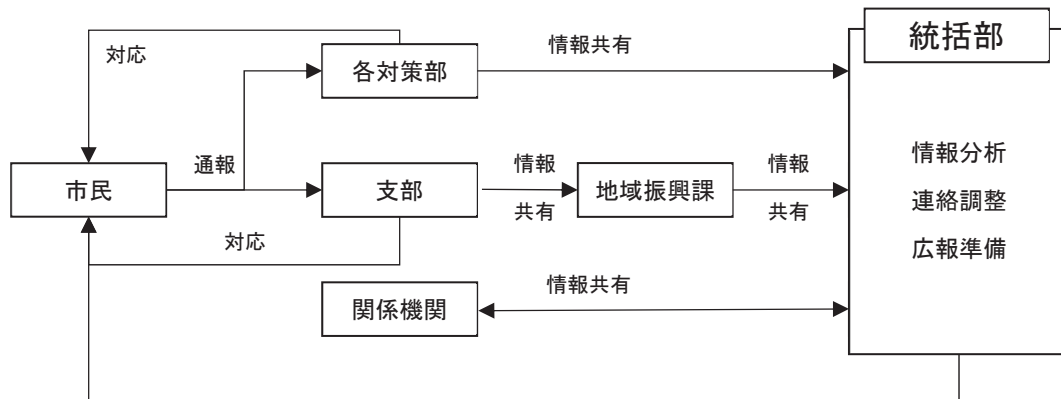 対応
各対策部
情報共有
統括部
市民
通報
支部
情報
共有
地域振興課
情報
共有
情報分析
連絡調整
広報準備
対応
関係機関
情報共有